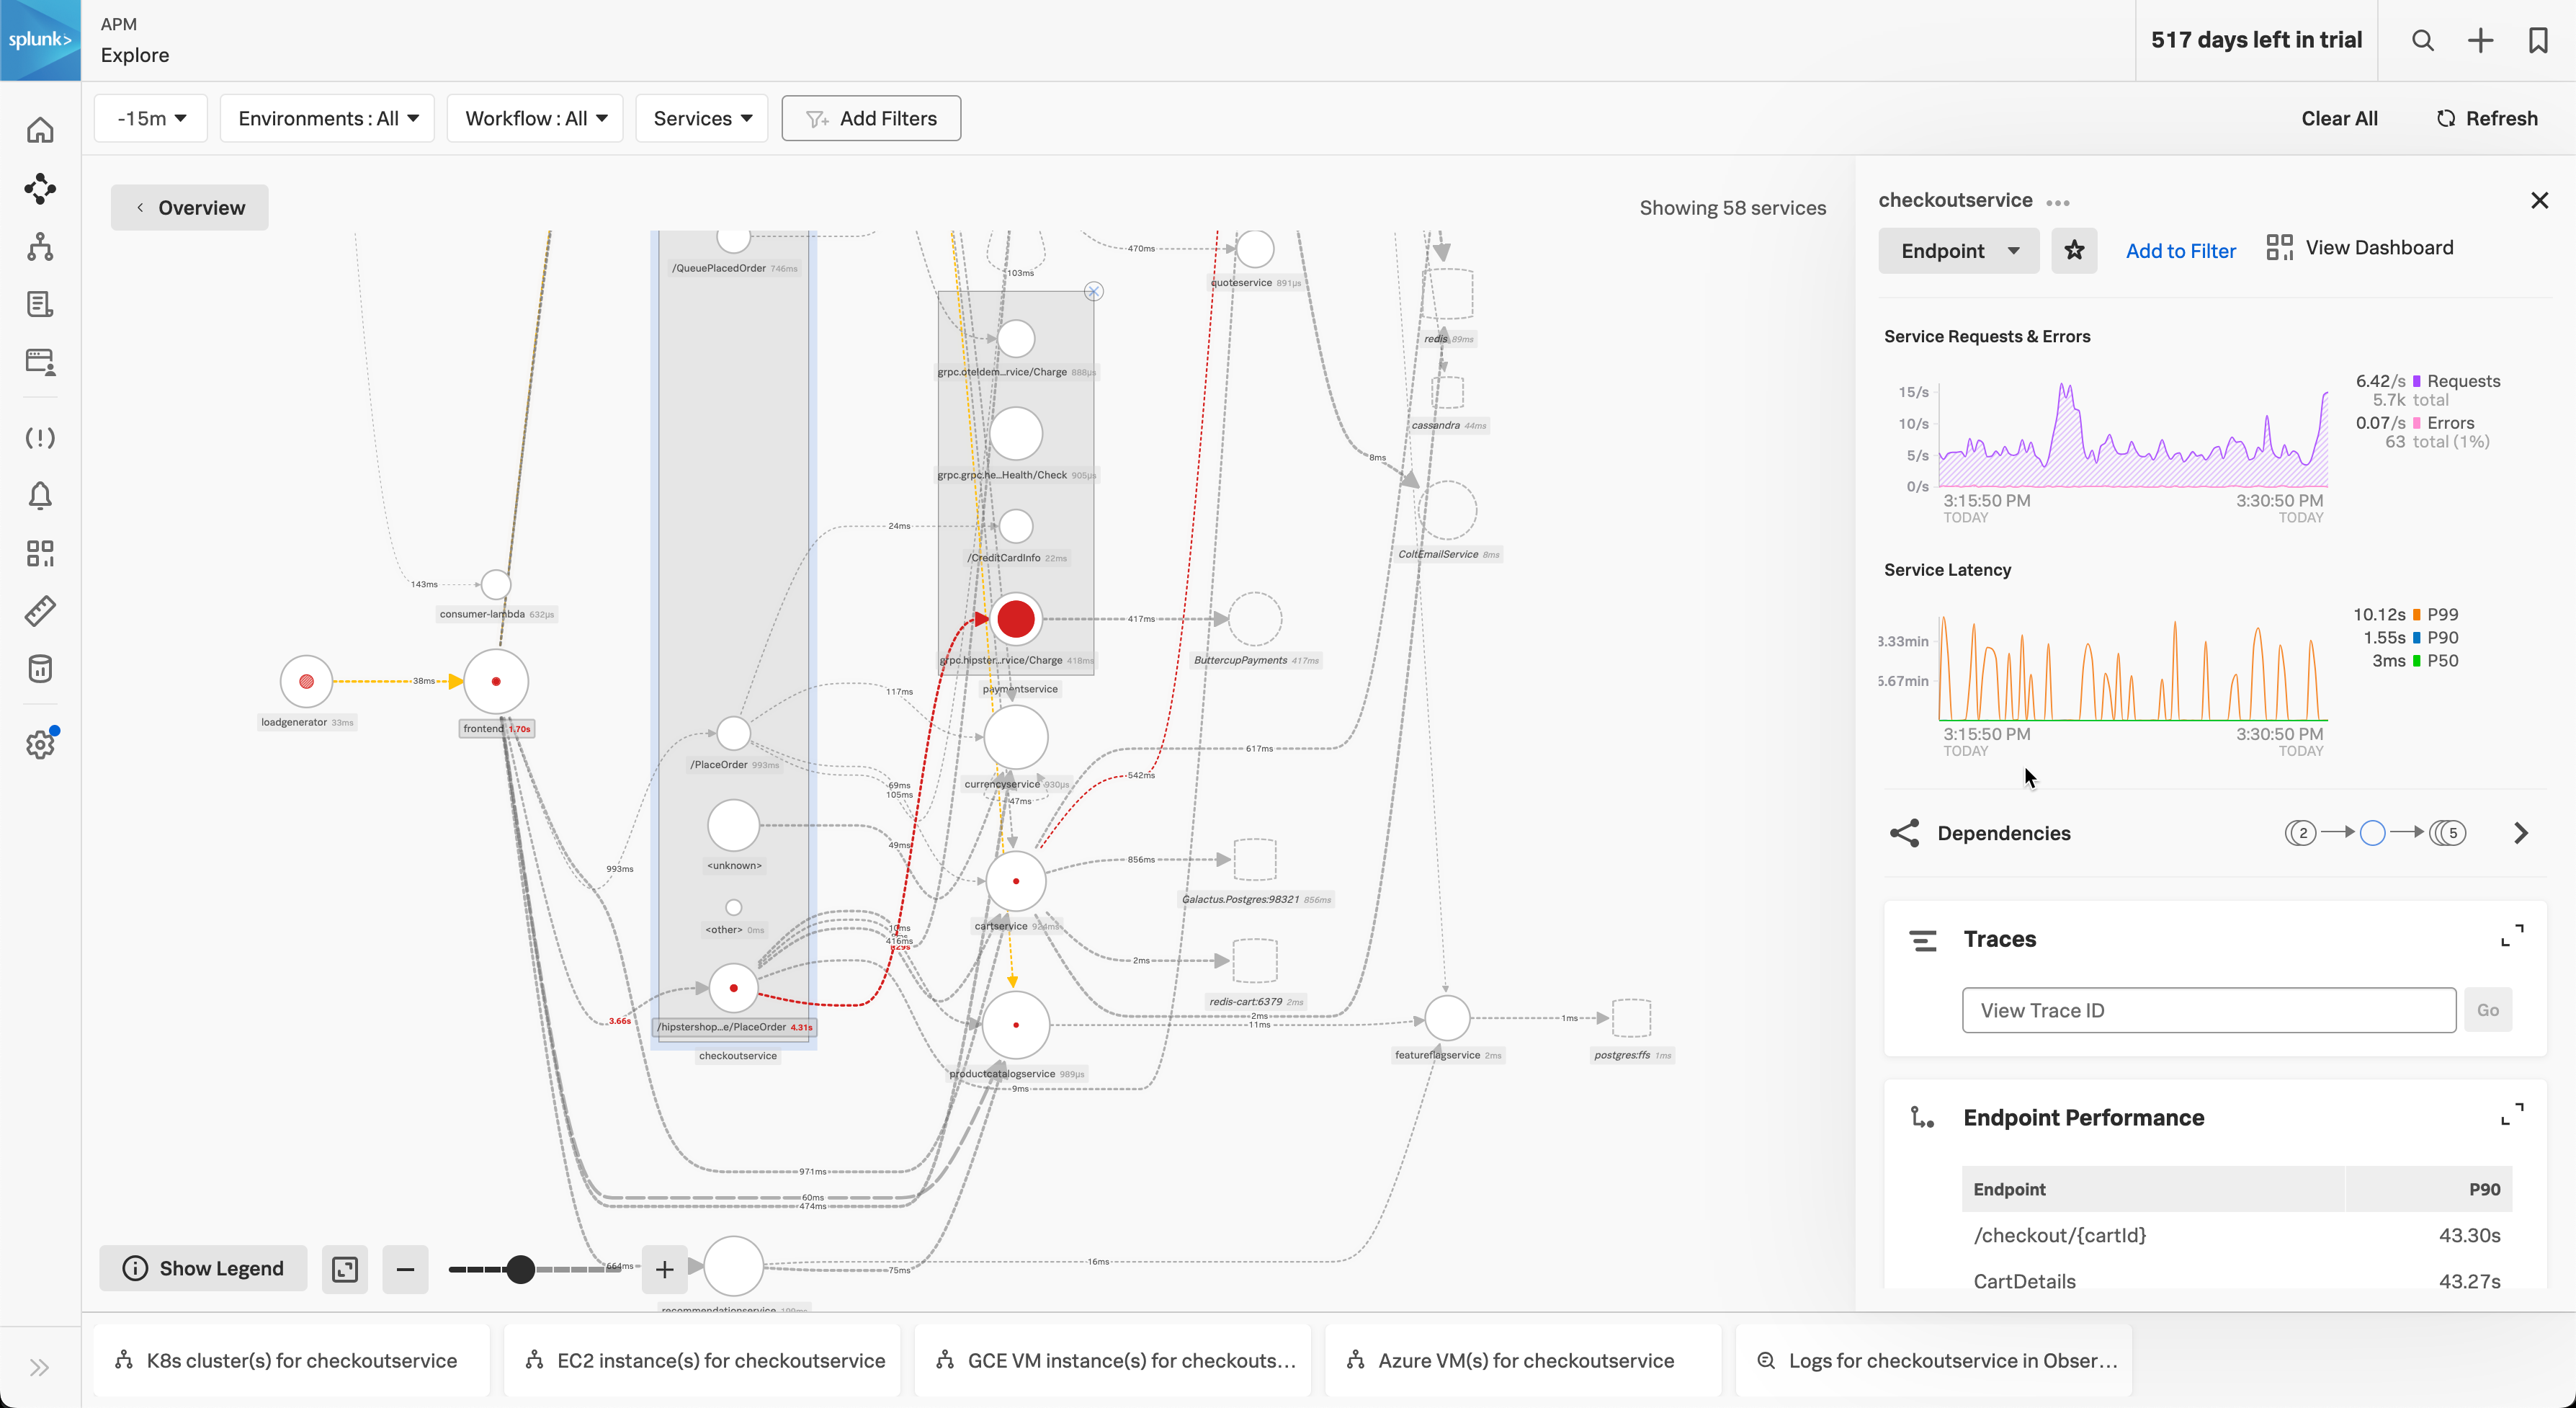 splunk>
APM
Explore
517 days left in trial
-15m
Environments : All
Workflow : All
Services
Add Filters
Clear All
Refresh
Overview
Showing 58 services
/QueuePlacedOrder 746ms
103ms
470ms
quoteservice 891µs
redis 89ms
grpc.oteldem...rvice/Charge 888µs
cassandra 44ms
grpc.grpc.he...Health/Check 905µs
8ms
24ms
/CreditCardInfo 22ms
ColtEmailService 8ms
143ms
consumer-lambda 632µs
417ms
grpc.hipster...rvice/Charge 418ms
ButtercupPayments 417ms
38ms
paymentservice
117ms
loadgenerator 33ms
frontend 1.70s
617ms
/PlaceOrder 993ms
542ms
69ms
105ms
currencyservice 930µs
47ms
49ms
856ms
<unknown>
993ms
Galactus.Postgres:98321 856ms
<other> 0ms
10ms
416ms
cartservice 924ms
2ms
redis-cart:6379 2ms
3.66s
/hipstershop...e/PlaceOrder 4.31s
2ms
11ms
1ms
checkoutservice
featureflagservice 2ms
postgres:ffs 1ms
productcatalogservice 989µs
9ms
971ms
60ms
474ms
16ms
664ms
75ms
Show Legend
checkoutservice
Endpoint
Add to Filter
View Dashboard
Service Requests & Errors
15/s
10/s
5/s
0/s
3:15:50 PM
TODAY
3:30:50 PM
TODAY
6.42/s Requests
5.7k total
0.07/s Errors
63 total (1%)
Service Latency
3.33min
5.67min
3:15:50 PM
TODAY
3:30:50 PM
TODAY
10.12s P99
1.55s P90
3ms P50
Dependencies
2
5
Traces
View Trace ID
Go
Endpoint Performance
Endpoint P90
/checkout/{cartId} 43.30s
CartDetails 43.27s
K8s cluster(s) for checkoutservice
EC2 instance(s) for checkoutservice
GCE VM instance(s) for checkouts...
Azure VM(s) for checkoutservice
Logs for checkoutservice in Obser...